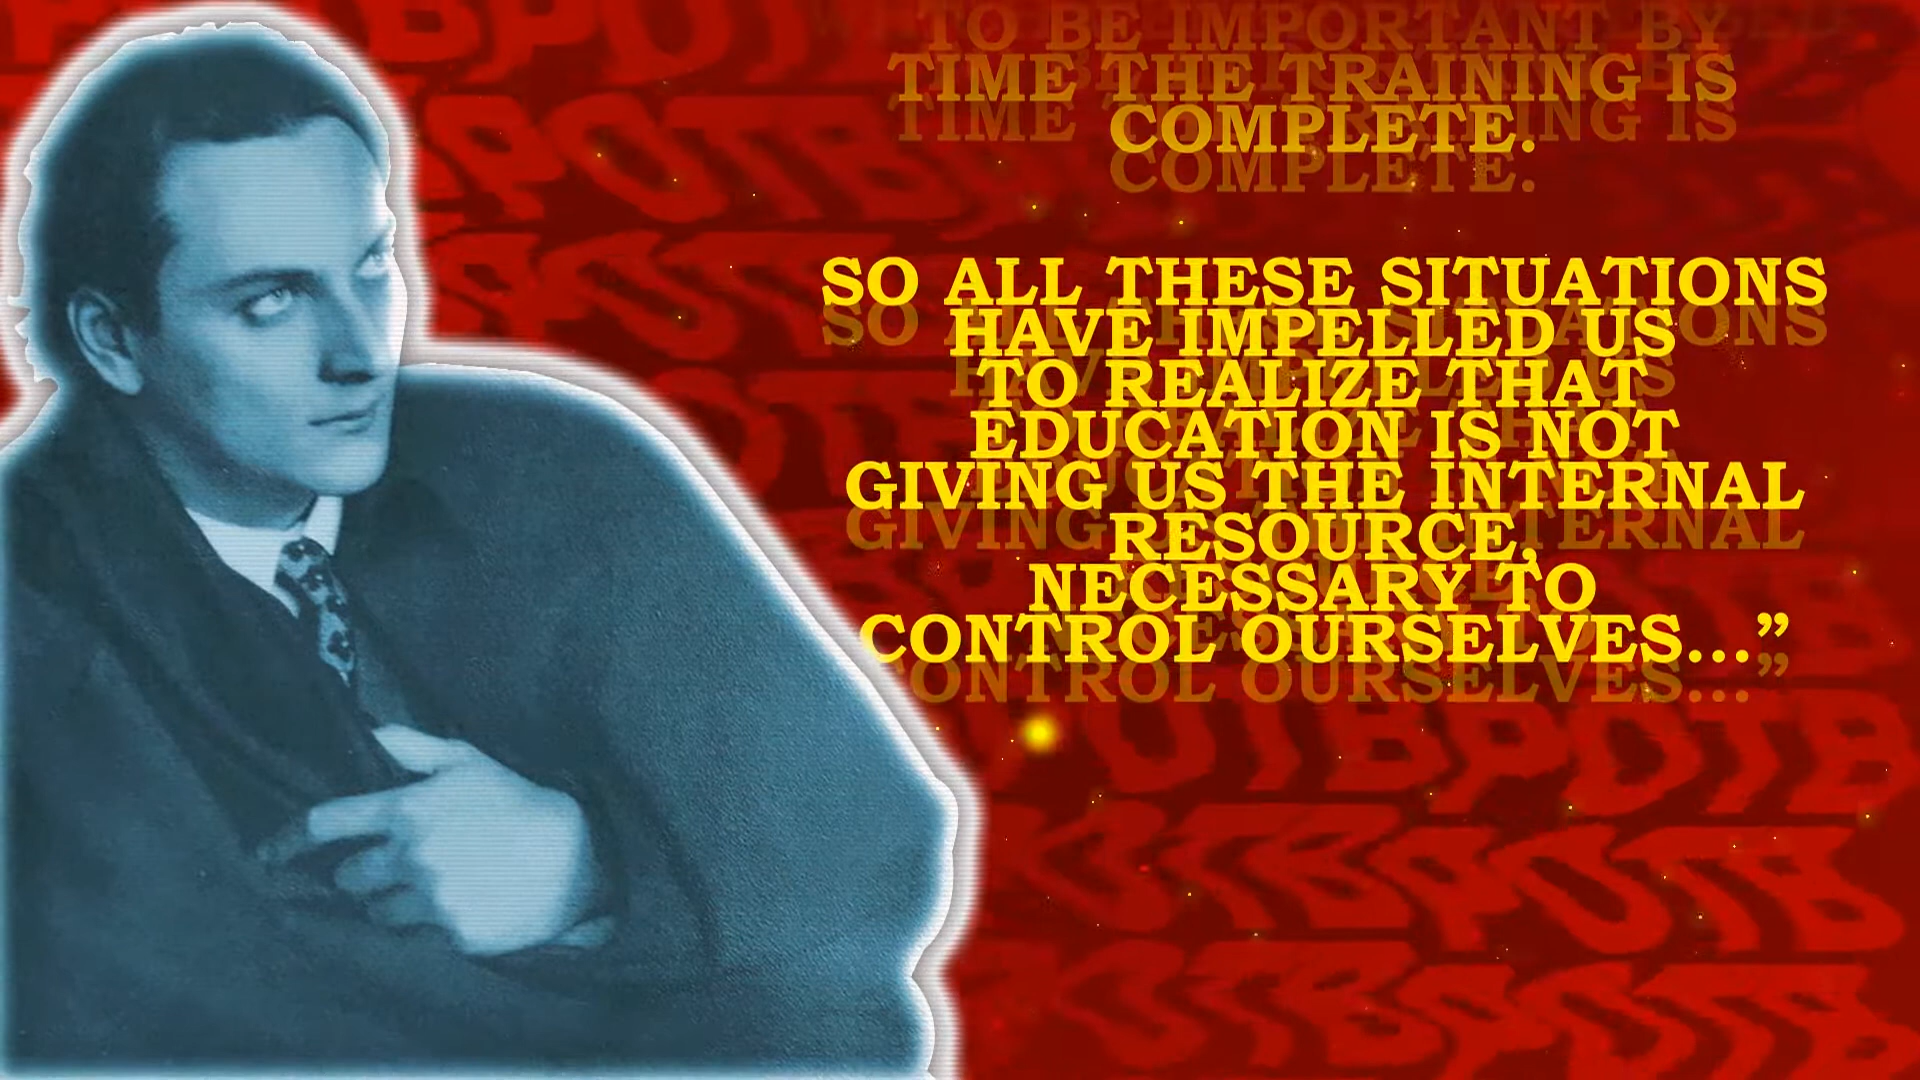 TO BE IMPORTANT BY
TIME THE TRAINING IS
COMPLETE.
SO ALL THESE SITUATIONS
HAVE IMPELLED US
TO REALIZE THAT
EDUCATION IS NOT
GIVING US THE INTERNAL
RESOURCE,
NECESSARY TO
CONTROL OURSELVES...”